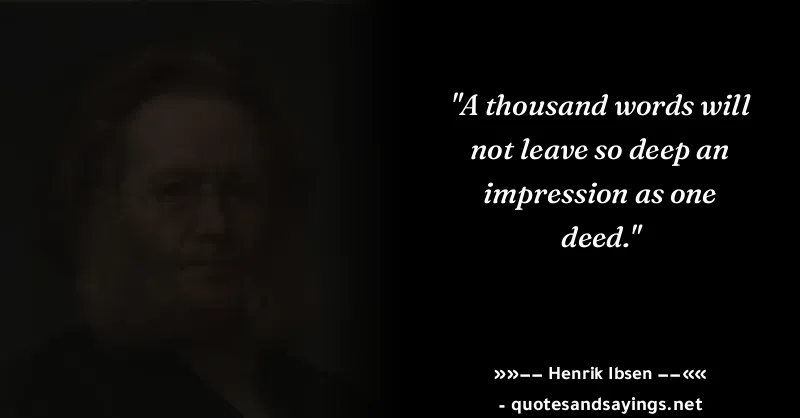 "A thousand words will
not leave so deep an
impression as one
deed."
»»−− Henrik Ibsen −−««
- quotesandsayings.net